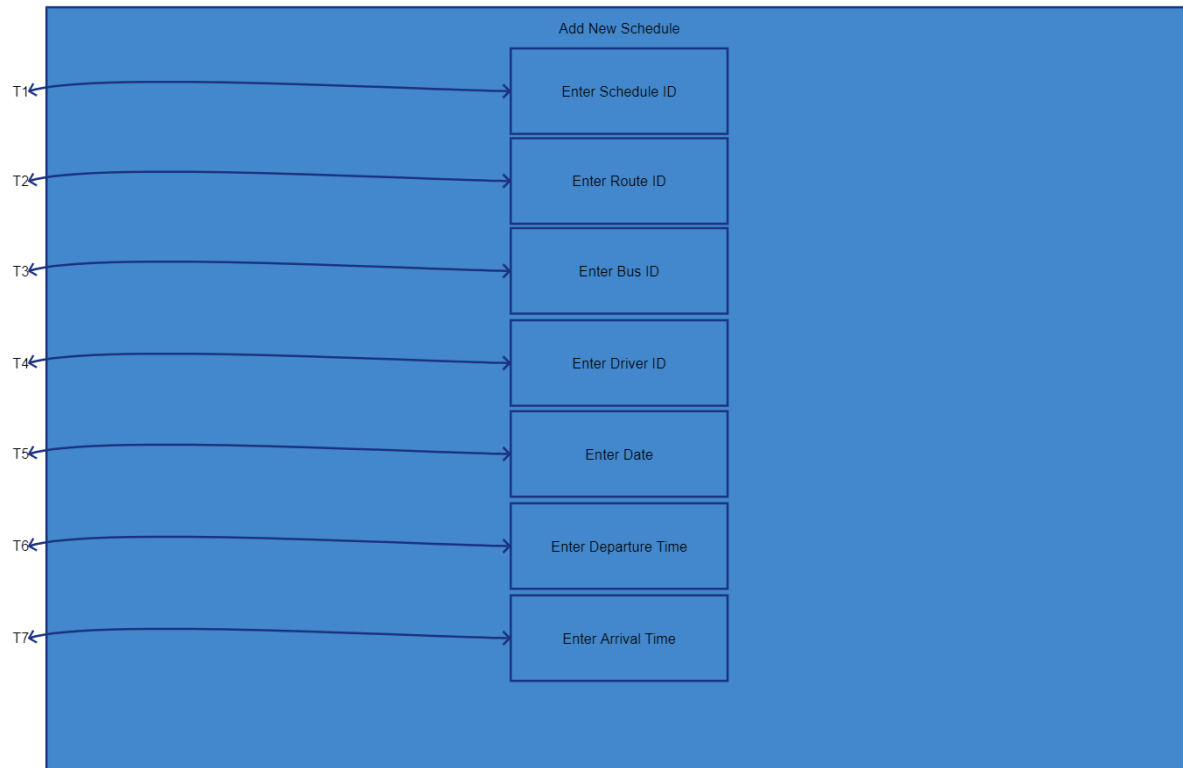 Add New Schedule
T1 Enter Schedule ID
T2 Enter Route ID
T3 Enter Bus ID
T4 Enter Driver ID
T5 Enter Date
T6 Enter Departure Time
T7 Enter Arrival Time